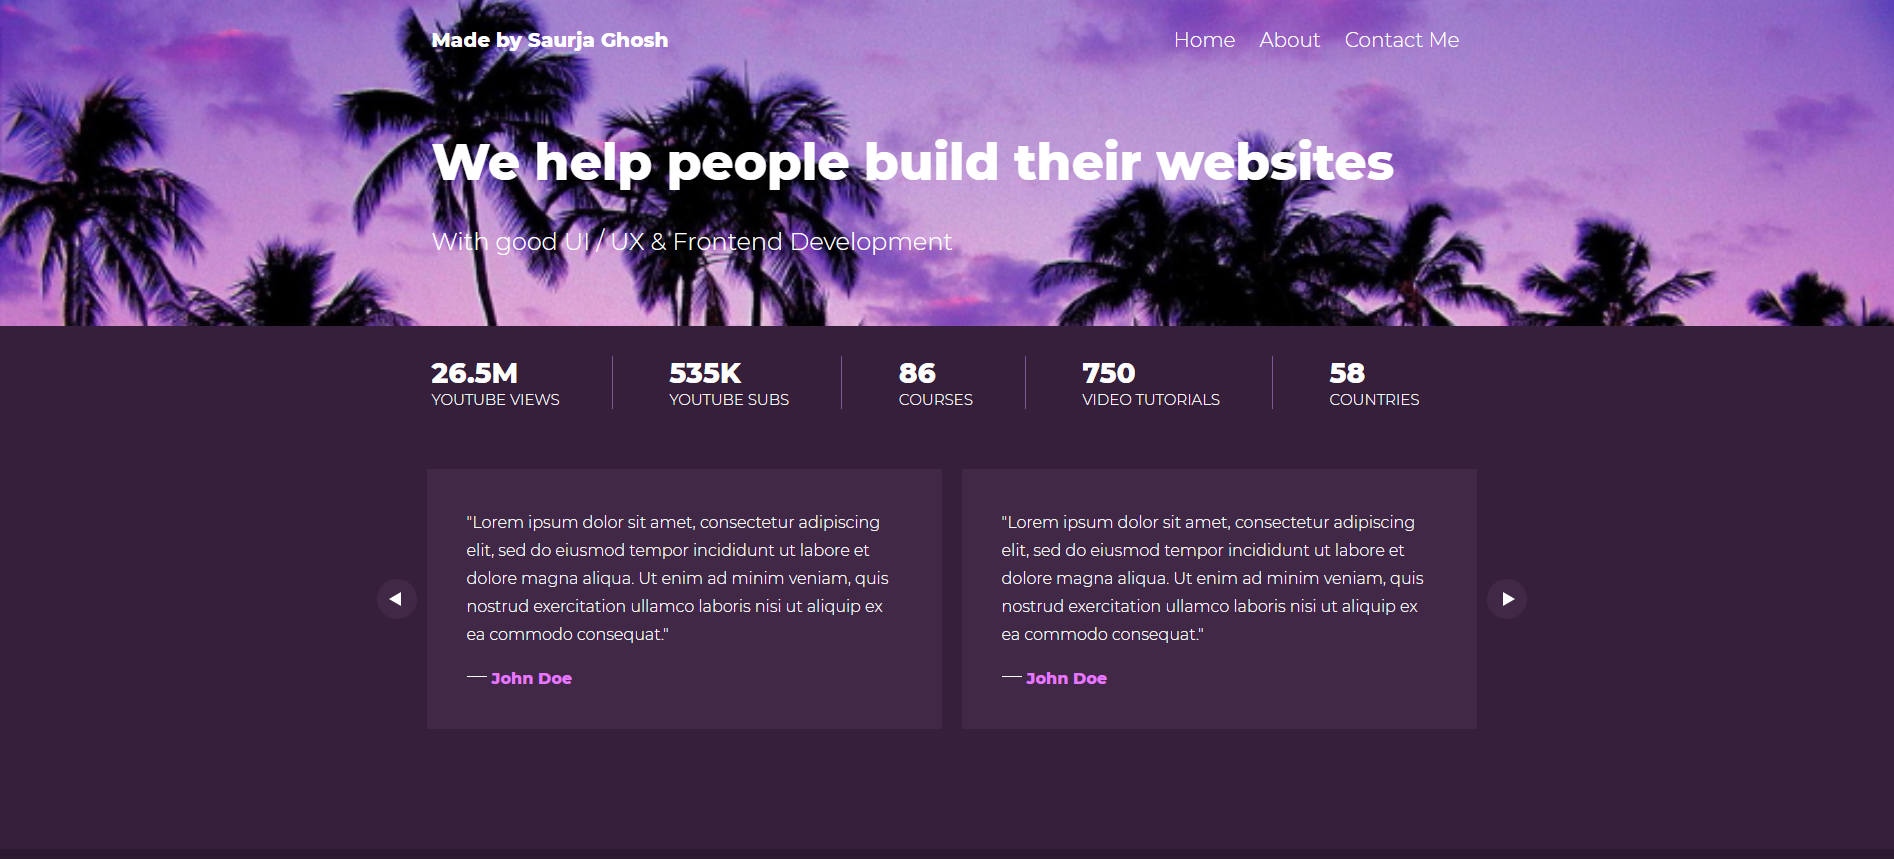 Made by Saurja Ghosh
Home About Contact Me
We help people build their websites
With good UI / UX & Frontend Development
26.5M
YOUTUBE VIEWS
535K
YOUTUBE SUBS
86
COURSES
750
VIDEO TUTORIALS
58
COUNTRIES
"Lorem ipsum dolor sit amet, consectetur adipiscing
elit, sed do eiusmod tempor incididunt ut labore et
dolore magna aliqua. Ut enim ad minim veniam, quis
nostrud exercitation ullamco laboris nisi ut aliquip ex
ea commodo consequat."
— John Doe
"Lorem ipsum dolor sit amet, consectetur adipiscing
elit, sed do eiusmod tempor incididunt ut labore et
dolore magna aliqua. Ut enim ad minim veniam, quis
nostrud exercitation ullamco laboris nisi ut aliquip ex
ea commodo consequat."
— John Doe